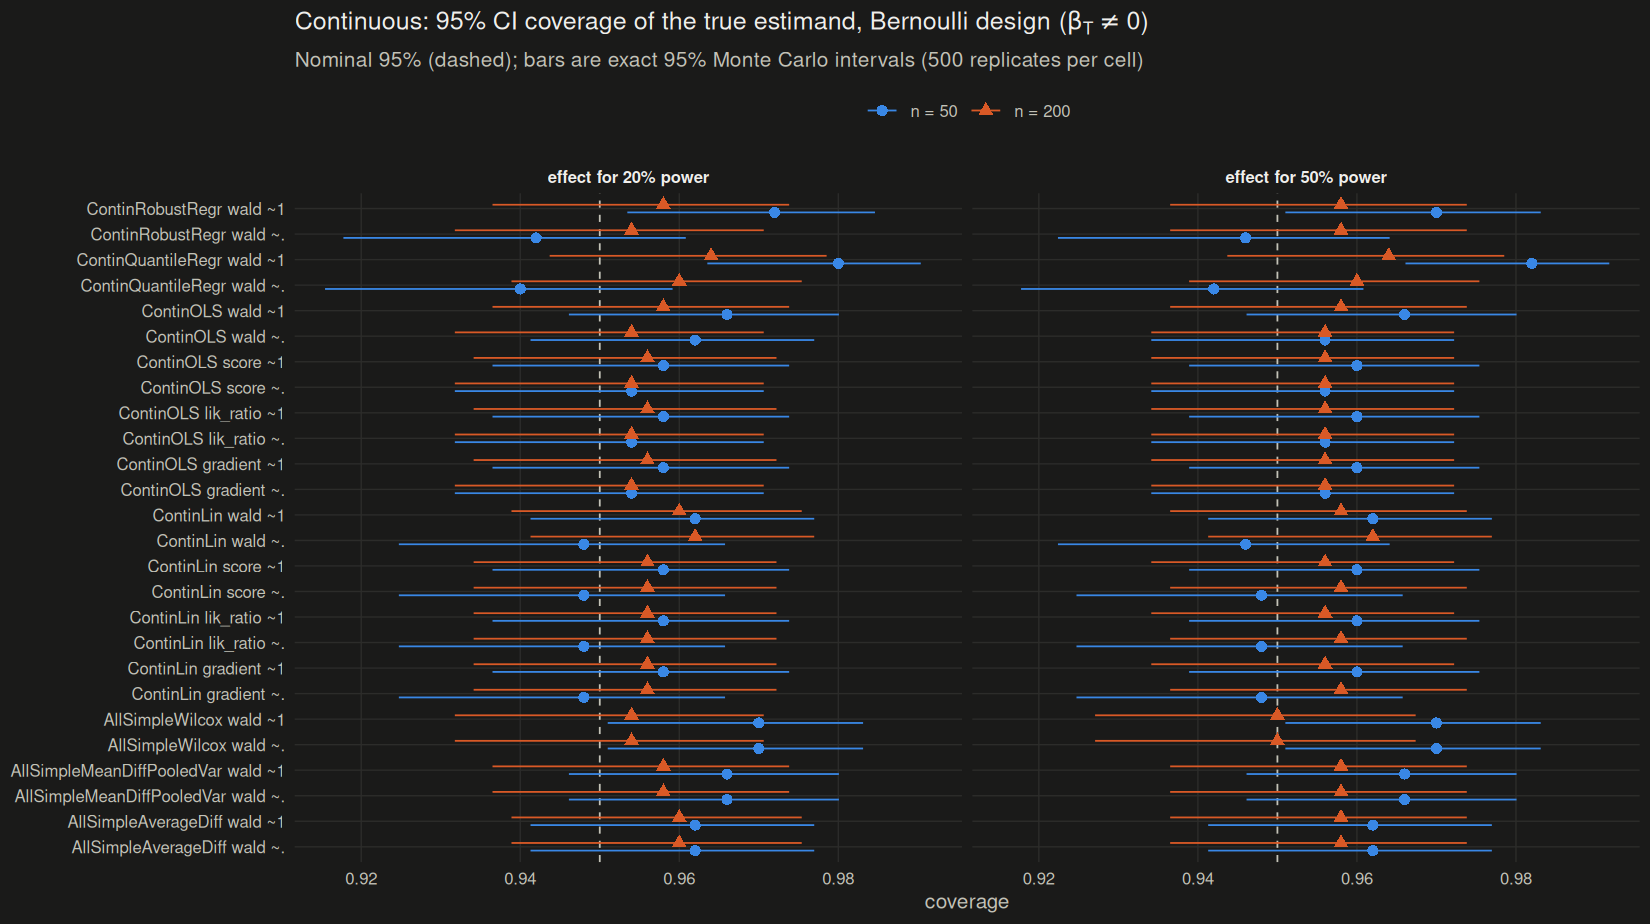 Continuous: 95% CI coverage of the true estimand, Bernoulli design (βT ≠ 0)
Nominal 95% (dashed); bars are exact 95% Monte Carlo intervals (500 replicates per cell)
n = 50 n = 200
effect for 20% power effect for 50% power
ContinRobustRegr wald ~1
ContinRobustRegr wald ~.
ContinQuantileRegr wald ~1
ContinQuantileRegr wald ~.
ContinOLS wald ~1
ContinOLS wald ~.
ContinOLS score ~1
ContinOLS score ~.
ContinOLS lik_ratio ~1
ContinOLS lik_ratio ~.
ContinOLS gradient ~1
ContinOLS gradient ~.
ContinLin wald ~1
ContinLin wald ~.
ContinLin score ~1
ContinLin score ~.
ContinLin lik_ratio ~1
ContinLin lik_ratio ~.
ContinLin gradient ~1
ContinLin gradient ~.
AllSimpleWilcox wald ~1
AllSimpleWilcox wald ~.
AllSimpleMeanDiffPooledVar wald ~1
AllSimpleMeanDiffPooledVar wald ~.
AllSimpleAverageDiff wald ~1
AllSimpleAverageDiff wald ~.
0.92 0.94 0.96 0.98 0.92 0.94 0.96 0.98
coverage